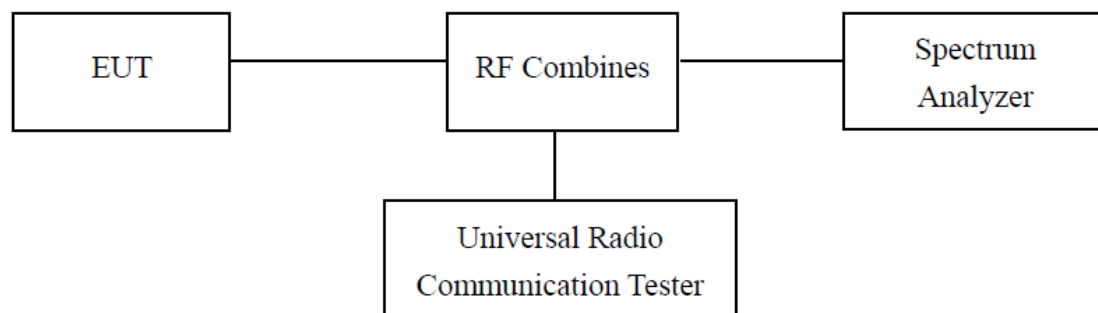 EUT
RF Combines
Spectrum
Analyzer
Universal Radio
Communication Tester